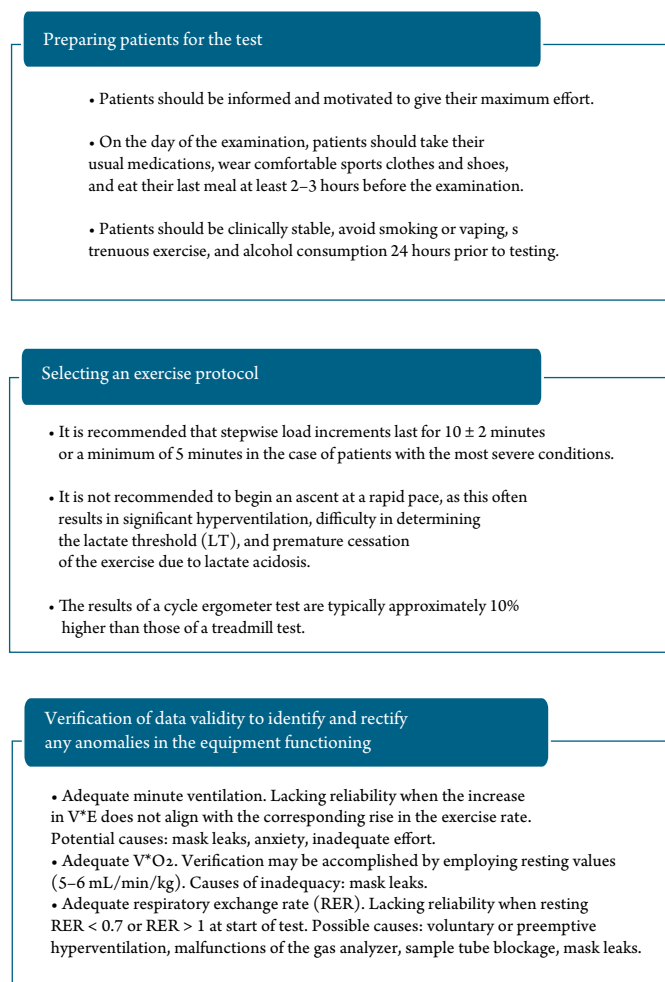 Preparing patients for the test
• Patients should be informed and motivated to give their maximum effort.
• On the day of the examination, patients should take their
usual medications, wear comfortable sports clothes and shoes,
and eat their last meal at least 2–3 hours before the examination.
• Patients should be clinically stable, avoid smoking or vaping, s
trenuous exercise, and alcohol consumption 24 hours prior to testing.
Selecting an exercise protocol
• It is recommended that stepwise load increments last for 10 ± 2 minutes
or a minimum of 5 minutes in the case of patients with the most severe conditions.
• It is not recommended to begin an ascent at a rapid pace, as this often
results in significant hyperventilation, difficulty in determining
the lactate threshold (LT), and premature cessation
of the exercise due to lactate acidosis.
• The results of a cycle ergometer test are typically approximately 10%
higher than those of a treadmill test.
Verification of data validity to identify and rectify
any anomalies in the equipment functioning
• Adequate minute ventilation. Lacking reliability when the increase
in V*E does not align with the corresponding rise in the exercise rate.
Potential causes: mask leaks, anxiety, inadequate effort.
• Adequate V*O2. Verification may be accomplished by employing resting values
(5–6 mL/min/kg). Causes of inadequacy: mask leaks.
• Adequate respiratory exchange rate (RER). Lacking reliability when resting
RER < 0.7 or RER > 1 at start of test. Possible causes: voluntary or preemptive
hyperventilation, malfunctions of the gas analyzer, sample tube blockage, mask leaks.